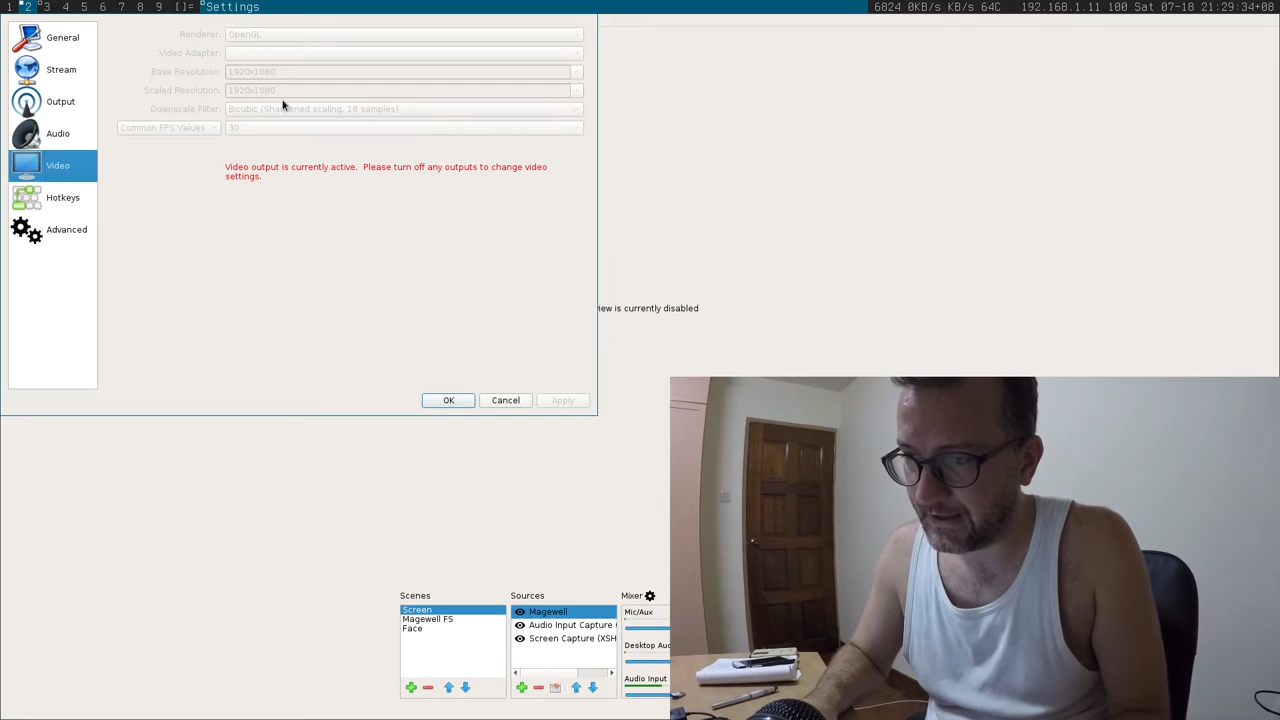 1 2 3 4 5 6 7 8 9 []= Settings 6824 0KB/s KB/s 64C 192.168.1.11 100 Sat 07-18 21:29:34+08
General
Stream
Output
Audio
Video
Hotkeys
Advanced
Renderer: OpenGL
Video Adapter:
Base Resolution: 1920x1080
Scaled Resolution: 1920x1080
Downscale Filter: Bicubic scaling, 16 samples)
Common FPS Values 30
Video output is currently active. Please turn off any outputs to change video
settings.
OK Cancel Apply
is currently disabled
Scenes
Screen
Magewell FS
Face
Sources
Magewell
Audio Input Capture (
Screen Capture (XSH
Mixer
Mic/Aux
Desktop Aud
Audio Input